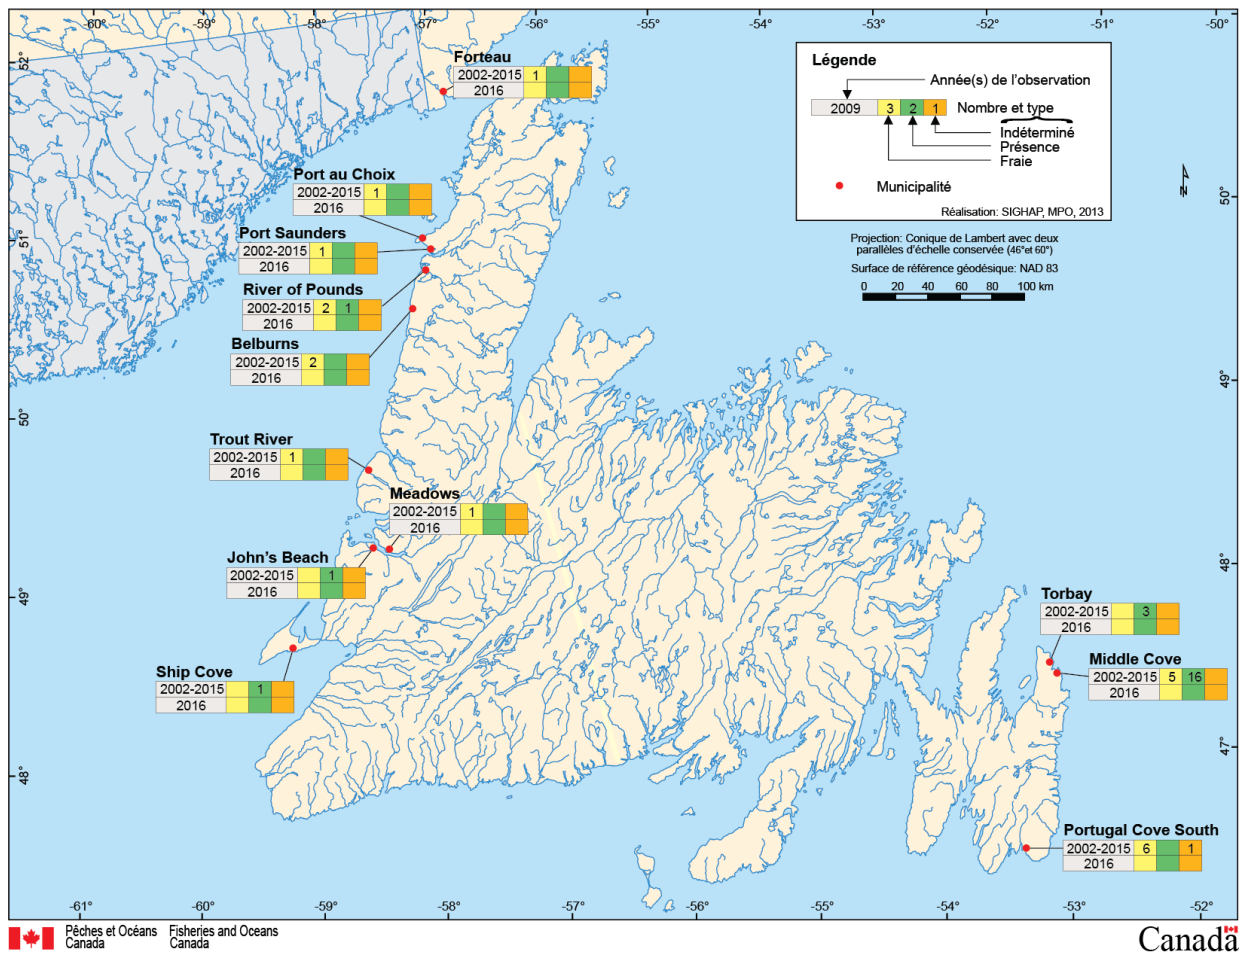 -60° -59° -58° -57° -56° -55° -54° -53° -52° -51° -50°
52°
51°
50°
49°
48°
50°
49°
48°
47°
Forteau
2002-2015 1
2016
Port au Choix
2002-2015 1
2016
Port Saunders
2002-2015 1
2016
River of Pounds
2002-2015 2 1
2016
Belburns
2002-2015 2
2016
Trout River
2002-2015 1
2016
Meadows
2002-2015 1
2016
John's Beach
2002-2015 1
2016
Ship Cove
2002-2015 1
2016
Torbay
2002-2015 3
2016
Middle Cove
2002-2015 5 16
2016
Portugal Cove South
2002-2015 6 1
2016
Légende
Année(s) de l'observation
2009 3 2 1 Nombre et type
Indéterminé
Présence
Fraie
Municipalité
Réalisation: SIGHAP, MPO, 2013
N
Projection: Conique de Lambert avec deux
parallèles d'échelle conservée (46°et 60°)
Surface de référence géodésique: NAD 83
0 20 40 60 80 100 km
-61° -60° -59° -58° -57° -56° -55° -54° -53° -52°
Pêches et Océans Fisheries and Oceans
Canada Canada
Canada